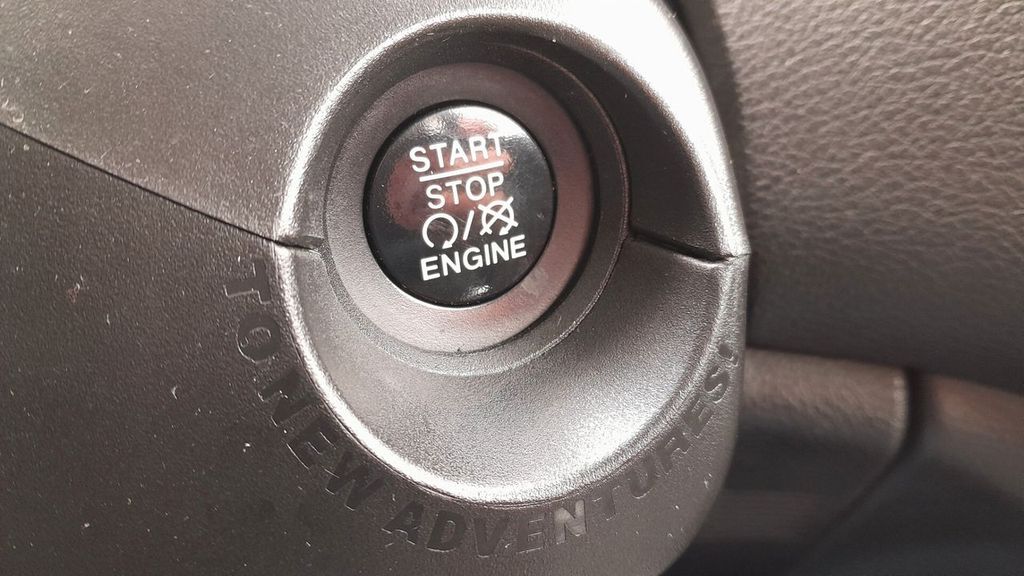 START
STOP
/
ENGINE
TO NEW ADVENTURES!